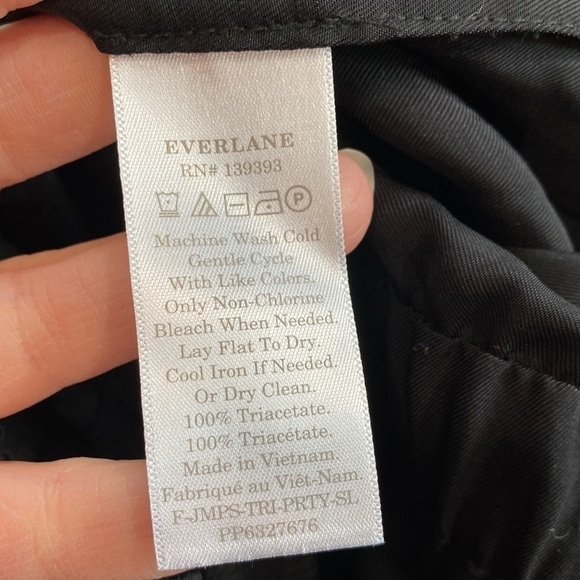 EVERLANE
RN# 139393
P
Machine Wash Cold
Gentle Cycle
With Like Colors.
Only Non-Chlorine
Bleach When Needed.
Lay Flat To Dry.
Cool Iron If Needed.
Or Dry Clean.
100% Triacetate.
100% Triacétate.
Made in Vietnam.
Fabriqué au Viêt-Nam.
F-JMPS-TRI-PRTY-SL
PP6327676